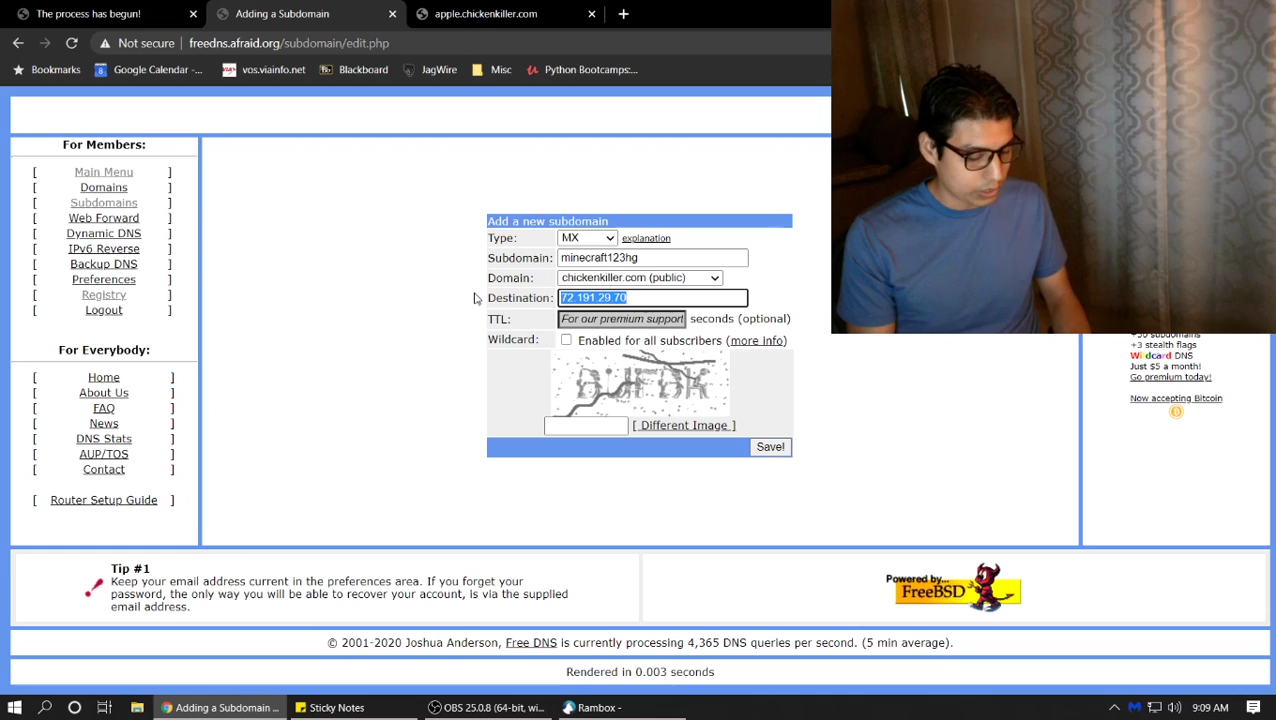 The process has begun!
Adding a Subdomain
apple.chickenkiller.com
Not secure | freedns.afraid.org/subdomain/edit.php
Bookmarks
Google Calendar -...
vos.viainfo.net
Blackboard
JagWire
Misc
Python Bootcamps:...
For Members:
[ Main Menu ]
[ Domains ]
[ Subdomains ]
[ Web Forward ]
[ Dynamic DNS ]
[ IPv6 Reverse ]
[ Backup DNS ]
[ Preferences ]
[ Registry ]
[ Logout ]
For Everybody:
[ Home ]
[ About Us ]
[ FAQ ]
[ News ]
[ DNS Stats ]
[ AUP/TOS ]
[ Contact ]
[ Router Setup Guide ]
Add a new subdomain
Type: MX explanation
Subdomain: minecraft123hg
Domain: chickenkiller.com (public)
Destination: 72.191.29.70
TTL: For our premium support seconds (optional)
Wildcard: Enabled for all subscribers (more info)
[ Different Image ]
Save!
+3 stealth flags
Wildcard DNS
Just $5 a month!
Go premium today!
Now accepting Bitcoin
Tip #1
Keep your email address current in the preferences area. If you forget your
password, the only way you will be able to recover your account, is via the supplied
email address.
Powered by...
FreeBSD
© 2001-2020 Joshua Anderson, Free DNS is currently processing 4,365 DNS queries per second. (5 min average).
Rendered in 0.003 seconds
Adding a Subdomain ...
Sticky Notes
OBS 25.0.8 (64-bit, wi...
Rambox -
9:09 AM